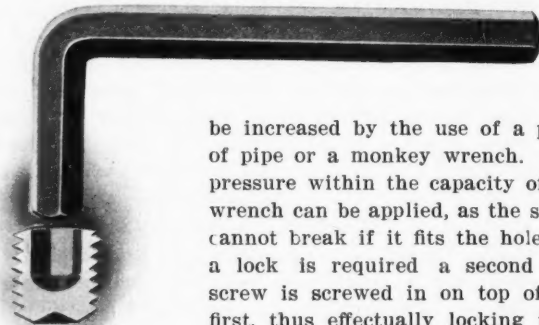 be increased by the use of a p
of pipe or a monkey wrench.
pressure within the capacity of
wrench can be applied, as the s
cannot break if it fits the hole
a lock is required a second
screw is screwed in on top of
first, thus effectually locking